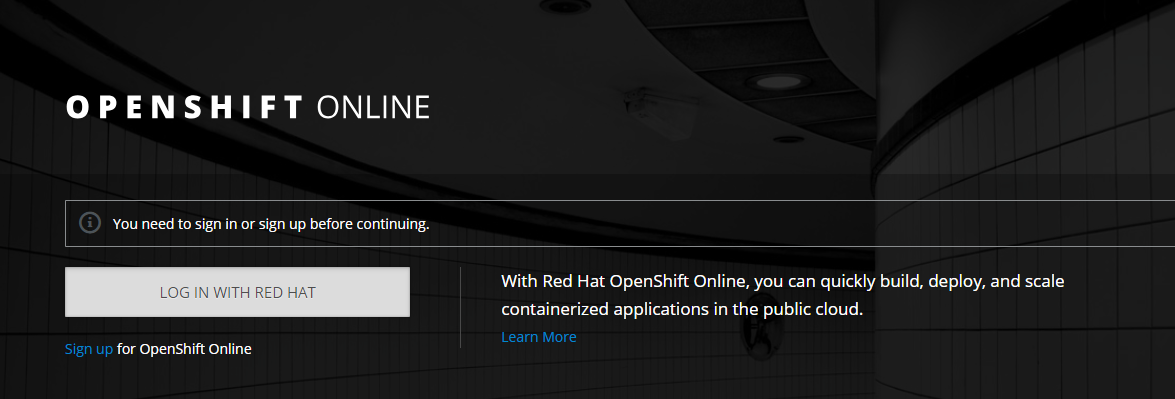 OPENSHIFT ONLINE
You need to sign in or sign up before continuing.
LOG IN WITH RED HAT
Sign up for OpenShift Online
With Red Hat OpenShift Online, you can quickly build, deploy, and scale
containerized applications in the public cloud.
Learn More